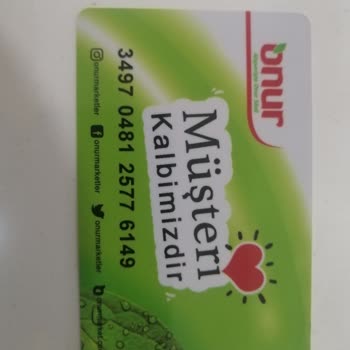 onur
Müşteri
Kalbimizdir
3497 0481 2577 6149
onurmarketler
onurmarketler
onurmarketler